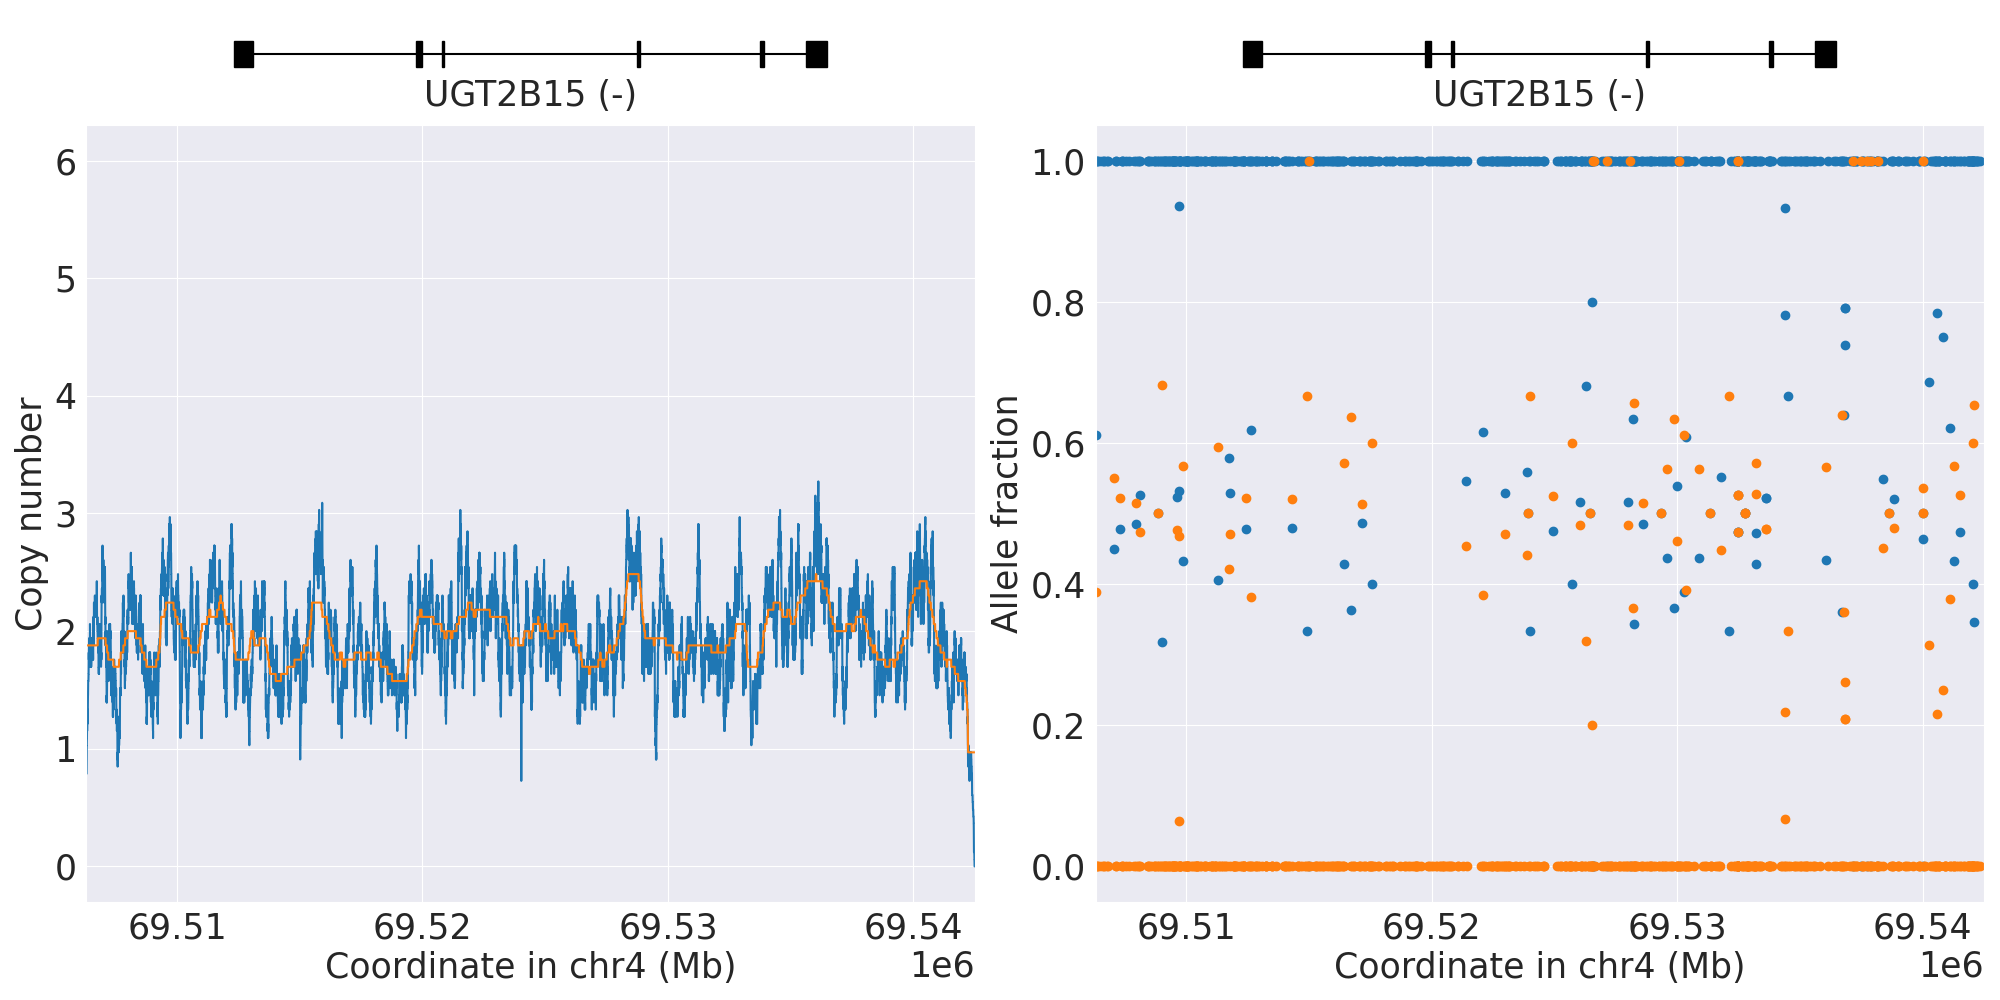 UGT2B15 (-)
6
5
4
3
2
1
0
Copy number
69.51 69.52 69.53 69.54
Coordinate in chr4 (Mb)
1e6
UGT2B15 (-)
1.0
0.8
0.6
0.4
0.2
0.0
Allele fraction
69.51 69.52 69.53 69.54
Coordinate in chr4 (Mb)
1e6